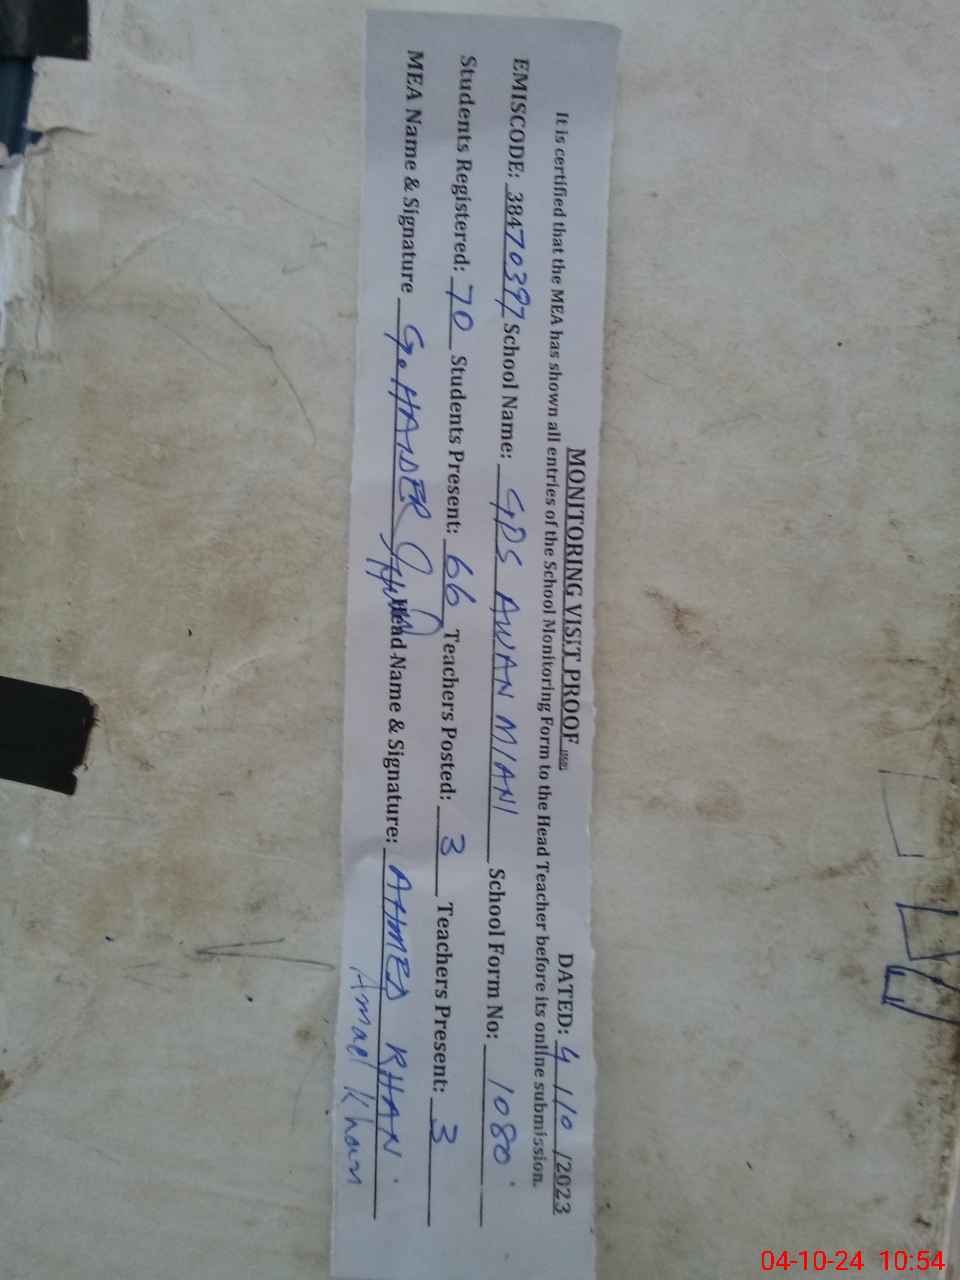 MONITORING VISIT PROOF DATED: 4/10/2023
It is certified that the MEA has shown all entries of the School Monitoring Form to the Head Teacher before its online submission.
EMISCODE: 38470397 School Name: GPS AWAN MIANI School Form No: 1080
Students Registered: 70 Students Present: 66 Teachers Posted: 3 Teachers Present: 3
MEA Name & Signature G. HAIDER Head Name & Signature: AHMED KHAN
Khan
04-10-24 10:54